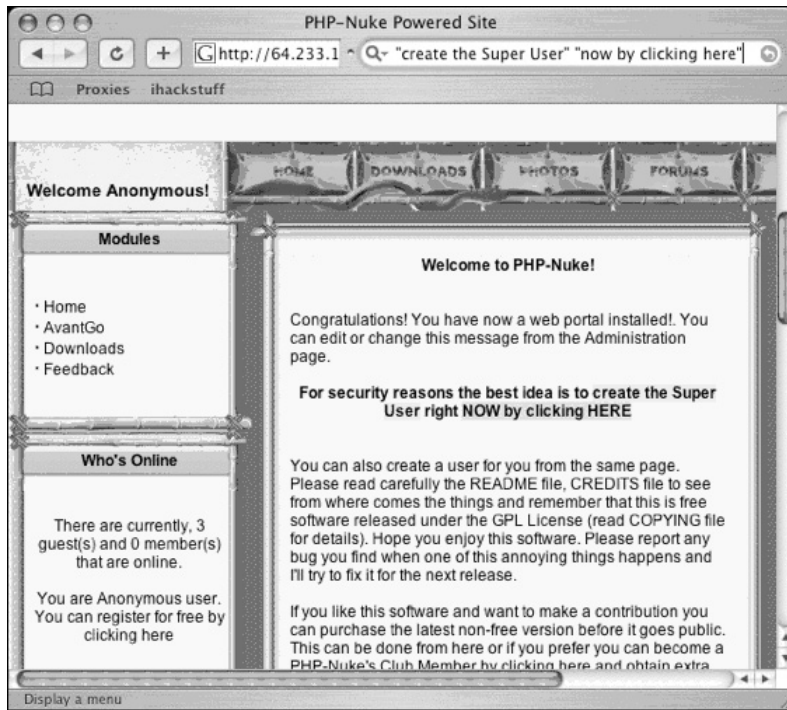 PHP-Nuke Powered Site
http://64.233.1
"create the Super User" "now by clicking here"
Proxies ihackstuff
HOME DOWNLOADS PHOTOS FORUMS
Welcome Anonymous!
Modules
· Home
· AvantGo
· Downloads
· Feedback
Who's Online
There are currently, 3
guest(s) and 0 member(s)
that are online.
You are Anonymous user.
You can register for free by
clicking here
Welcome to PHP-Nuke!
Congratulations! You have now a web portal installed!. You
can edit or change this message from the Administration
page.
For security reasons the best idea is to create the Super
User right NOW by clicking HERE
You can also create a user for you from the same page.
Please read carefully the README file, CREDITS file to see
from where comes the things and remember that this is free
software released under the GPL License (read COPYING file
for details). Hope you enjoy this software. Please report any
bug you find when one of this annoying things happens and
I'll try to fix it for the next release.
If you like this software and want to make a contribution you
can purchase the latest non-free version before it goes public.
This can be done from here or if you prefer you can become a
PHP-Nuke's Club Member by clicking here and obtain extra
Display a menu